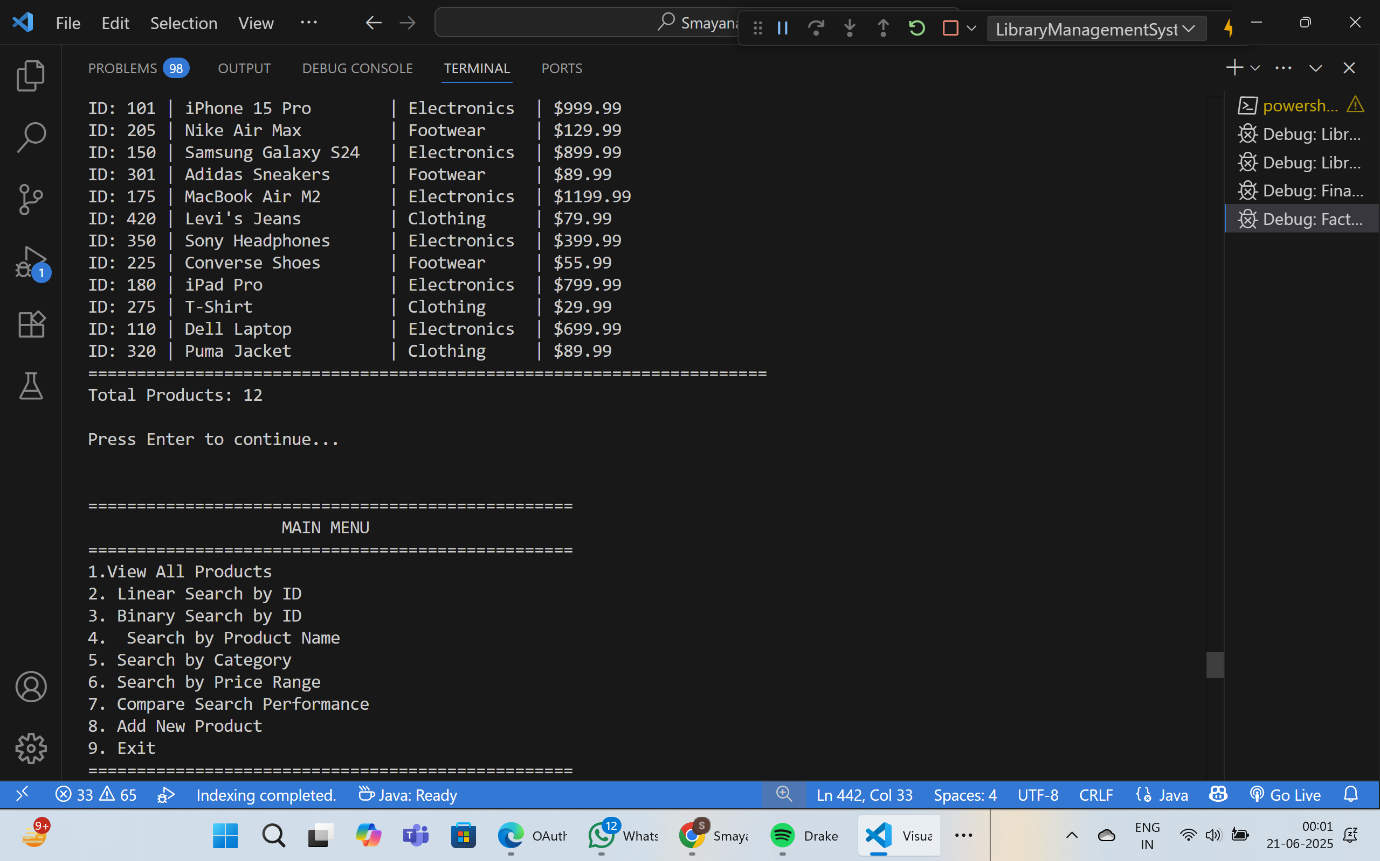 File Edit Selection View ... Smayana LibraryManagementSyst
PROBLEMS 98 OUTPUT DEBUG CONSOLE TERMINAL PORTS
ID: 101 | iPhone 15 Pro | Electronics | $999.99
ID: 205 | Nike Air Max | Footwear | $129.99
ID: 150 | Samsung Galaxy S24 | Electronics | $899.99
ID: 301 | Adidas Sneakers | Footwear | $89.99
ID: 175 | MacBook Air M2 | Electronics | $1199.99
ID: 420 | Levi's Jeans | Clothing | $79.99
ID: 350 | Sony Headphones | Electronics | $399.99
ID: 225 | Converse Shoes | Footwear | $55.99
ID: 180 | iPad Pro | Electronics | $799.99
ID: 275 | T-Shirt | Clothing | $29.99
ID: 110 | Dell Laptop | Electronics | $699.99
ID: 320 | Puma Jacket | Clothing | $89.99
======================================================================
Total Products: 12
Press Enter to continue...
==================================================
MAIN MENU
==================================================
1.View All Products
2. Linear Search by ID
3. Binary Search by ID
4.  Search by Product Name
5. Search by Category
6. Search by Price Range
7. Compare Search Performance
8. Add New Product
9. Exit
==================================================
powersh...
Debug: Libr...
Debug: Libr...
Debug: Fina...
Debug: Fact...
1
33 65 Indexing completed. Java: Ready Ln 442, Col 33 Spaces: 4 UTF-8 CRLF Java Go Live
9+ OAuth 12 Whats S Smaya Drake Visua ... ENG IN 00:01 21-06-2025